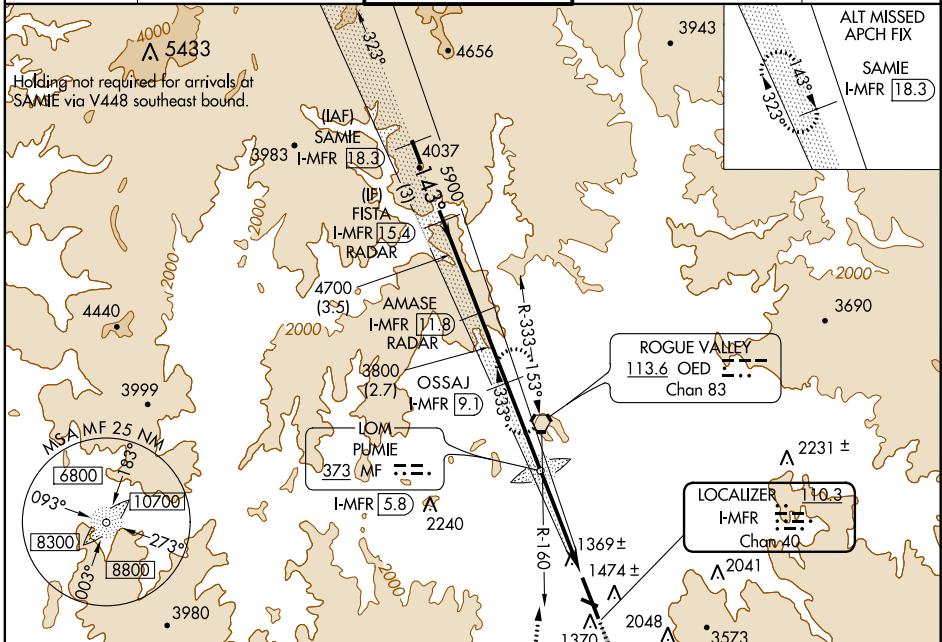 4000
5433
Holding not required for arrivals at
SAMIE via V448 southeast bound.
323°
4656
3943
ALT MISSED
APCH FIX
SAMIE
I-MFR 18.3
143°
323°
(IAF)
SAMIE
I-MFR 18.3
3983
4037
5900
143°
(3)
(IF)
FISTA
I-MFR 15.4
RADAR
2000
4700
(3.5)
2000
AMASE
I-MFR 11.8
RADAR
3800
(2.7)
OSSAJ
I-MFR 9.1
333°
R-333
153°
2000
3690
4440
3999
ROGUE VALLEY
113.6 OED
Chan 83
LOM
PUMIE
373 MF
I-MFR 5.8
2240
2231 ±
MSA MF 25 NM
6800
183°
093°
10700
8300
273°
003°
8800
LOCALIZER 110.3
I-MFR
Chan 40
R-160
1369 ±
1474 ±
2041
2000
3980
1370
2048
3573